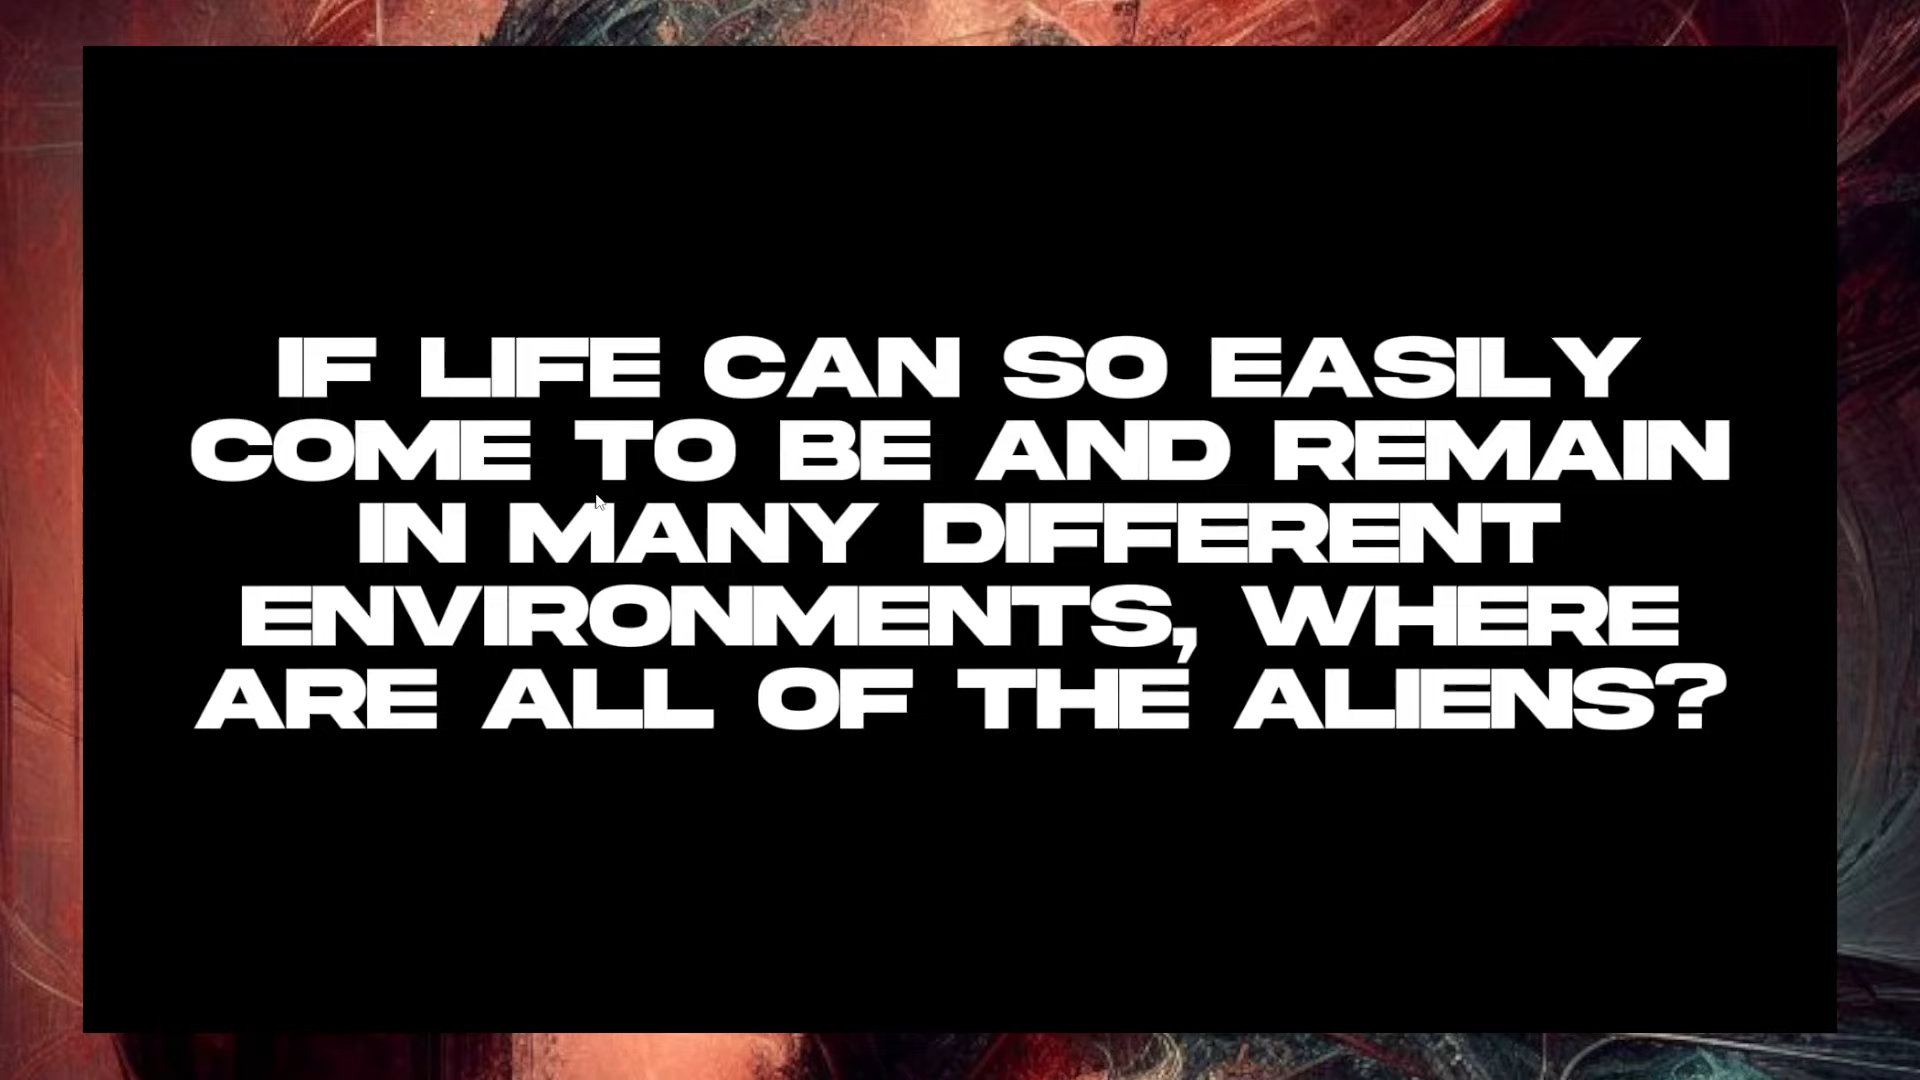 IF LIFE CAN SO EASILY
COME TO BE AND REMAIN
IN MANY DIFFERENT
ENVIRONMENTS, WHERE
ARE ALL OF THE ALIENS?